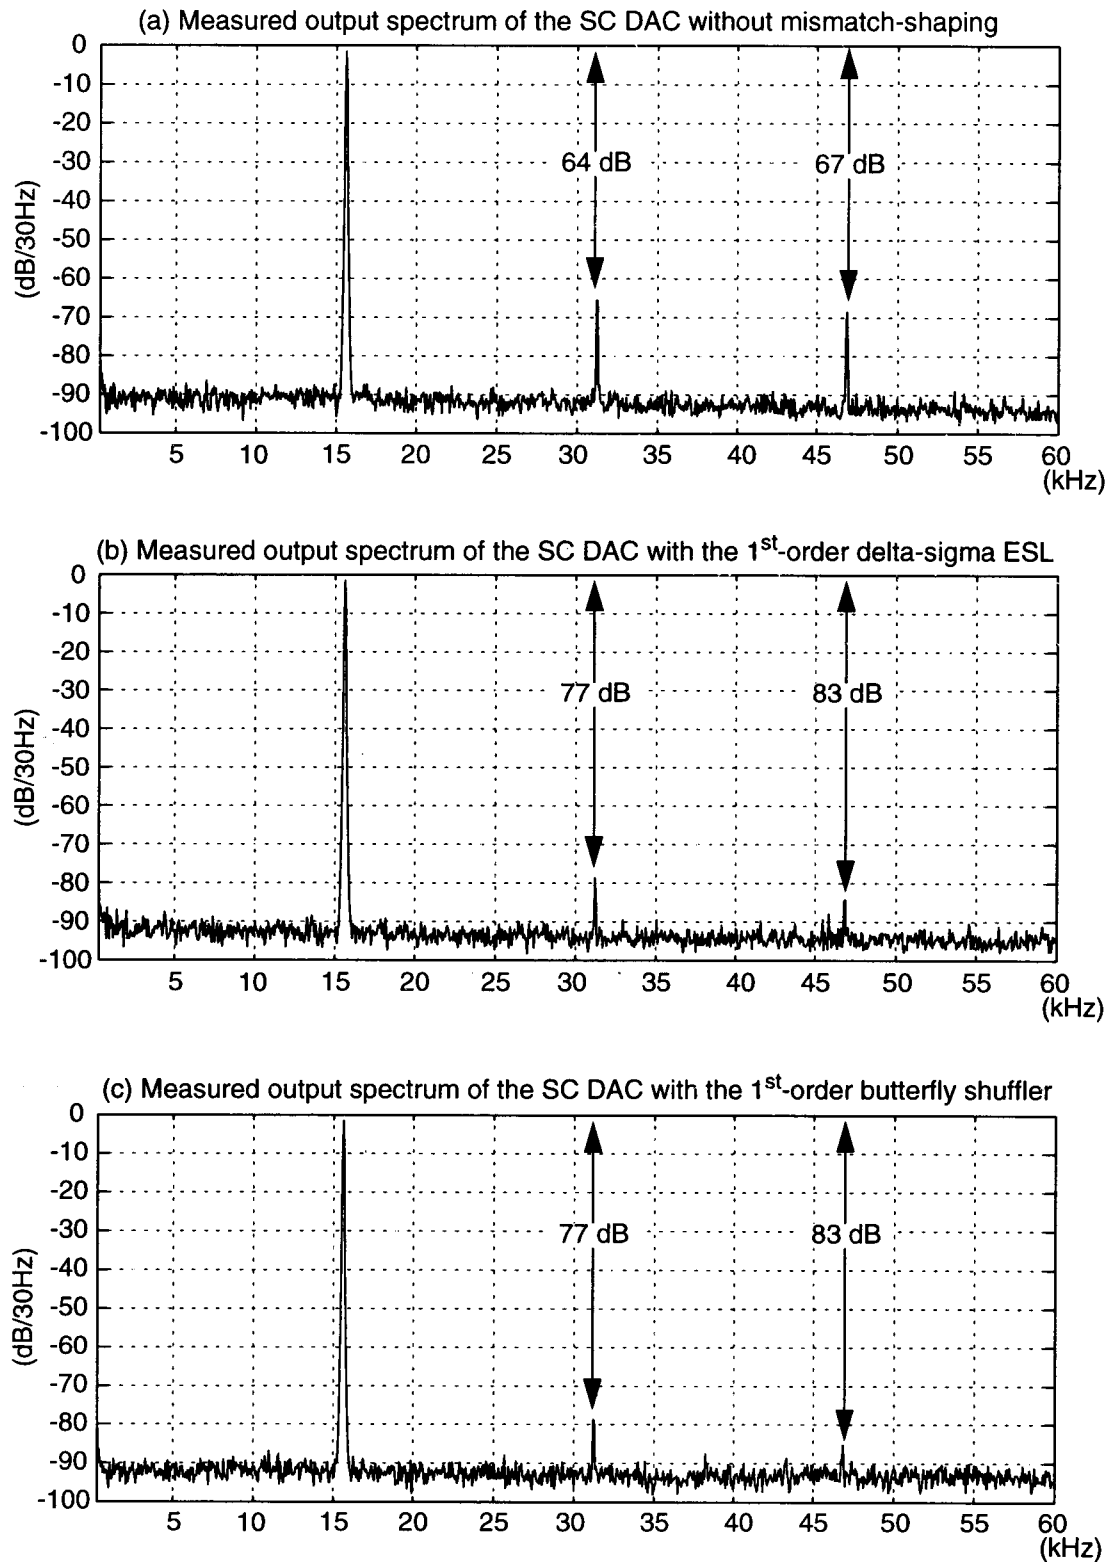 (a) Measured output spectrum of the SC DAC without mismatch-shaping
0
-10
-20
-30
-40
-50
-60
-70
-80
-90
-100
(dB/30Hz)
64 dB
67 dB
5 10 15 20 25 30 35 40 45 50 55 60
(kHz)
(b) Measured output spectrum of the SC DAC with the 1st-order delta-sigma ESL
0
-10
-20
-30
-40
-50
-60
-70
-80
-90
-100
(dB/30Hz)
77 dB
83 dB
5 10 15 20 25 30 35 40 45 50 55 60
(kHz)
(c) Measured output spectrum of the SC DAC with the 1st-order butterfly shuffler
0
-10
-20
-30
-40
-50
-60
-70
-80
-90
-100
(dB/30Hz)
77 dB
83 dB
5 10 15 20 25 30 35 40 45 50 55 60
(kHz)